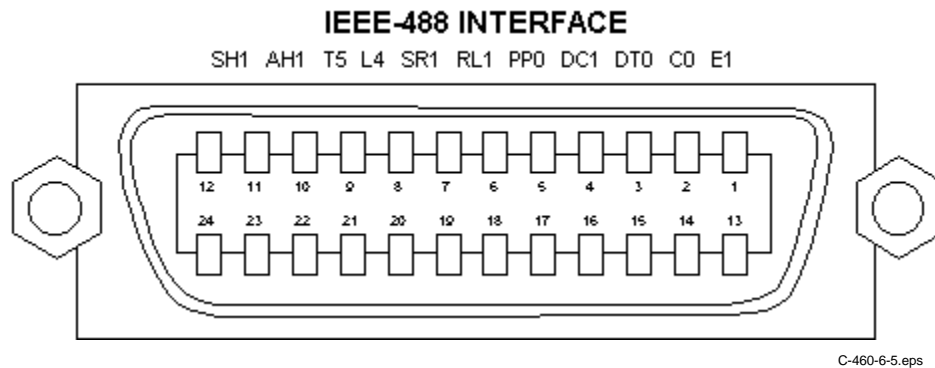 IEEE-488 INTERFACE
SH1 AH1 T5 L4 SR1 RL1 PP0 DC1 DT0 C0 E1
12 11 10 9 8 7 6 5 4 3 2 1
24 23 22 21 20 19 18 17 16 15 14 13
C-460-6-5.eps